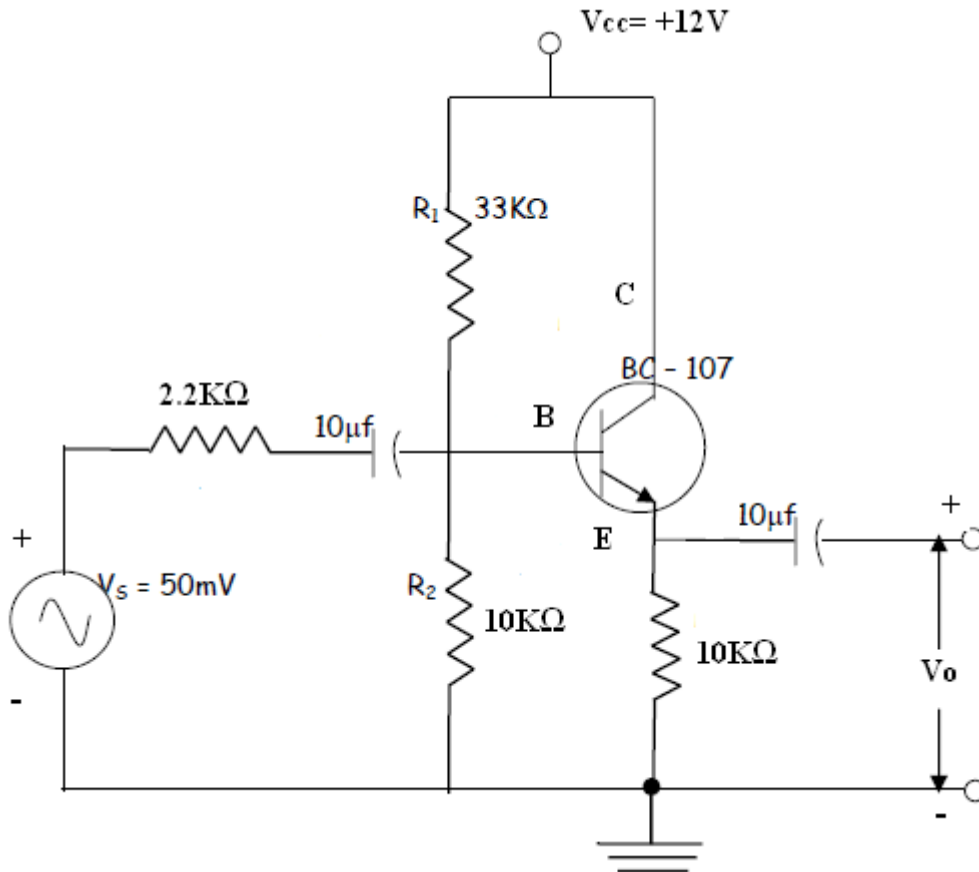 Vcc= +12V
R1 33KΩ
C
BC - 107
2.2KΩ
10μf
B
+
10μf
+
E
VS = 50mV
R2
10KΩ
10KΩ
Vo
-
-